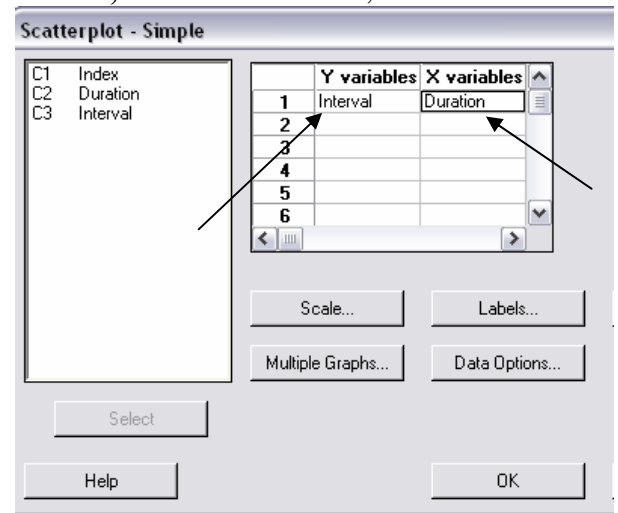 Scatterplot - Simple
C1 Index
C2 Duration
C3 Interval
Y variables X variables
1 Interval Duration
2
3
4
5
6
Scale... Labels...
Multiple Graphs... Data Options...
Select
Help OK